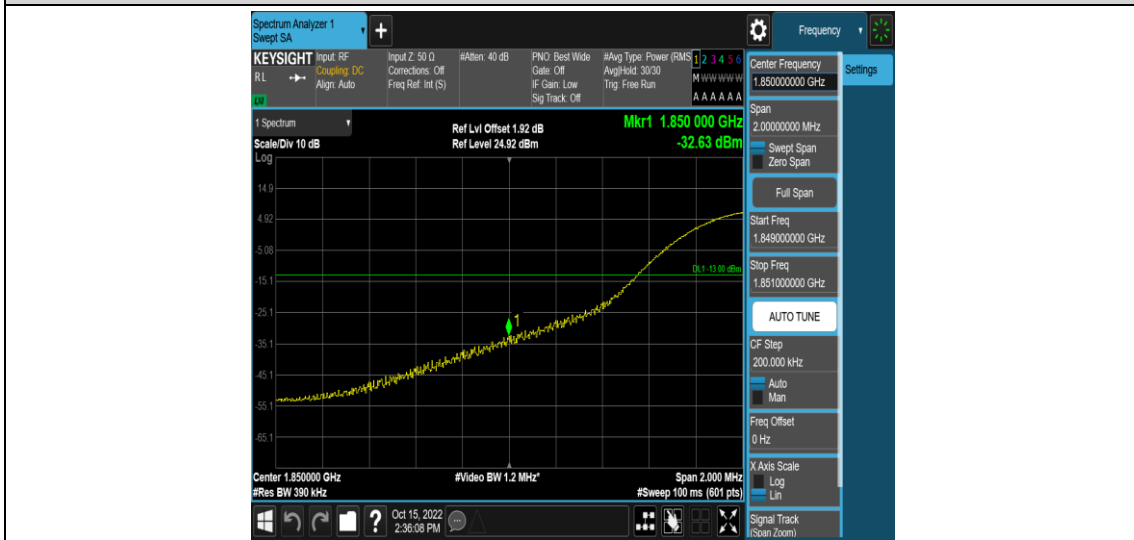 Spectrum Analyzer 1
Swept SA
+
Frequency
KEYSIGHT
RL
LXI
Input: RF
Coupling: DC
Align: Auto
Input Z: 50 Ω
Corrections: Off
Freq Ref: Int (S)
#Atten: 40 dB
PNO: Best Wide
Gate: Off
IF Gain: Low
Sig Track: Off
#Avg Type: Power (RMS
Avg|Hold: 30/30
Trig: Free Run
1 2 3 4 5 6
M W W W W W
A A A A A A
1 Spectrum
Scale/Div 10 dB
Log
Ref Lvl Offset 1.92 dB
Ref Level 24.92 dBm
Mkr1 1.850 000 GHz
-32.63 dBm
14.9
4.92
-5.08
DL1 -13.00 dBm
-15.1
-25.1
1
-35.1
-45.1
-55.1
-65.1
Center 1.850000 GHz
#Res BW 390 kHz
#Video BW 1.2 MHz*
Span 2.000 MHz
#Sweep 100 ms (601 pts)
Oct 15, 2022
2:36:08 PM
?
Center Frequency
1.850000000 GHz
Settings
Span
2.00000000 MHz
Swept Span
Zero Span
Full Span
Start Freq
1.849000000 GHz
Stop Freq
1.851000000 GHz
AUTO TUNE
CF Step
200.000 kHz
Auto
Man
Freq Offset
0 Hz
X Axis Scale
Log
Lin
Signal Track
(Span Zoom)